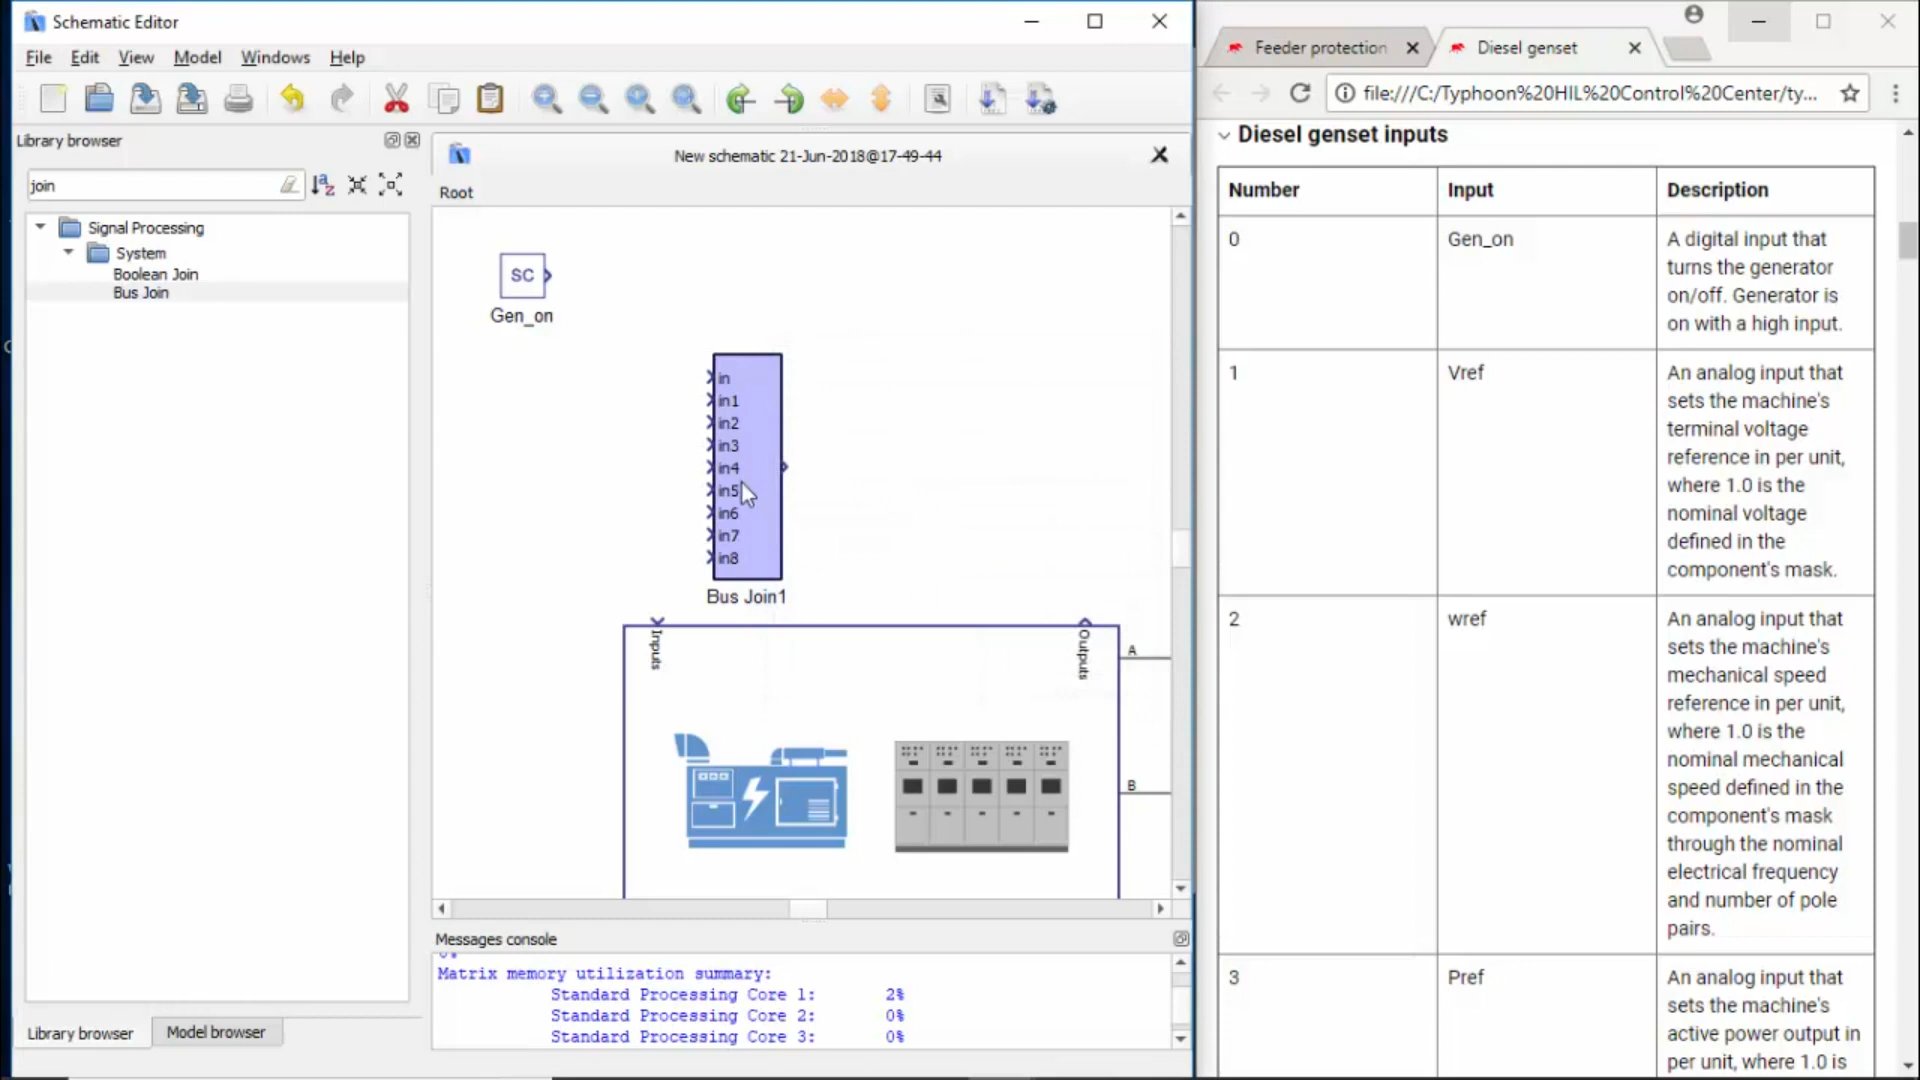 Schematic Editor
File Edit View Model Windows Help
Library browser
join
Signal Processing
System
Boolean Join
Bus Join
Library browser
Model browser
New schematic 21-Jun-2018@17-49-44
Root
SC
Gen_on
in
in1
in2
in3
in4
in5
in6
in7
in8
Bus Join1
Inputs
Outputs
A
B
Messages console
0%
Matrix memory utilization summary:
Standard Processing Core 1: 2%
Standard Processing Core 2: 0%
Standard Processing Core 3: 0%
Feeder protection
Diesel genset
file:///C:/Typhoon%20HIL%20Control%20Center/ty...
Diesel genset inputs
Number Input Description
0 Gen_on A digital input that
turns the generator
on/off. Generator is
on with a high input.
1 Vref An analog input that
sets the machine's
terminal voltage
reference in per unit,
where 1.0 is the
nominal voltage
defined in the
component's mask.
2 wref An analog input that
sets the machine's
mechanical speed
reference in per unit,
where 1.0 is the
nominal mechanical
speed defined in the
component's mask
through the nominal
electrical frequency
and number of pole
pairs.
3 Pref An analog input that
sets the machine's
active power output in
per unit, where 1.0 is